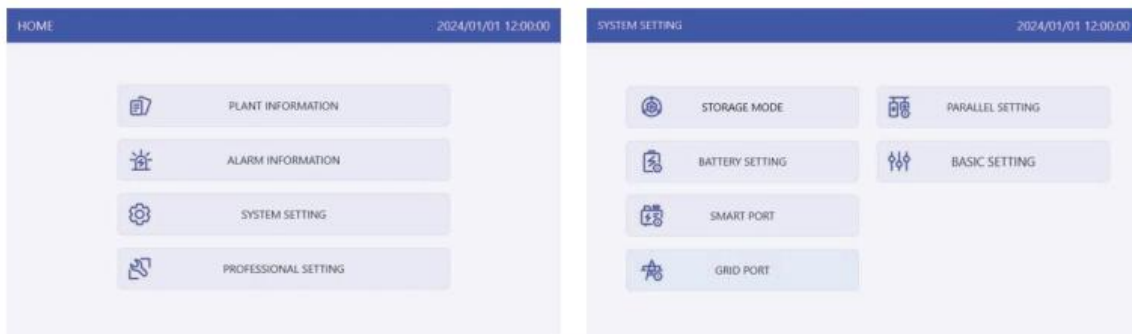 HOME
2024/01/01 12:00:00
PLANT INFORMATION
ALARM INFORMATION
SYSTEM SETTING
PROFESSIONAL SETTING
SYSTEM SETTING
2024/01/01 12:00:00
STORAGE MODE
PARALLEL SETTING
BATTERY SETTING
BASIC SETTING
SMART PORT
GRID PORT